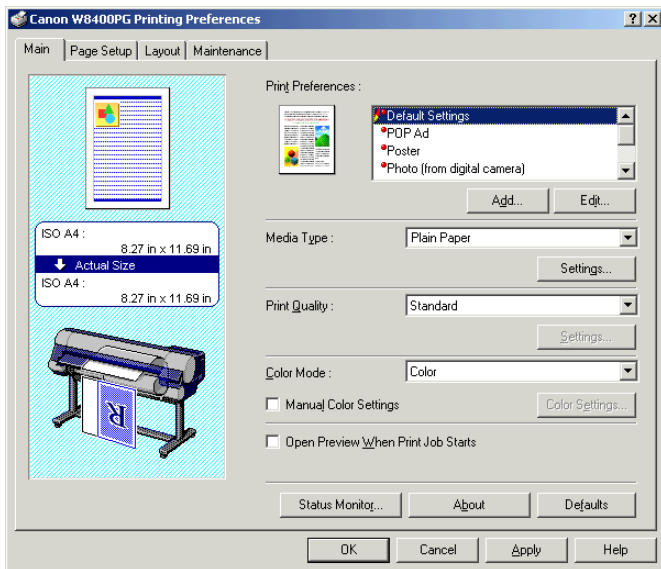 Canon W8400PG Printing Preferences
Main
Page Setup
Layout
Maintenance
Print Preferences :
Default Settings
POP Ad
Poster
Photo (from digital camera)
Add...
Edit...
ISO A4 :
8.27 in x 11.69 in
Actual Size
ISO A4 :
8.27 in x 11.69 in
Media Type :
Plain Paper
Settings...
Print Quality :
Standard
Settings...
Color Mode :
Color
Manual Color Settings
Color Settings...
Open Preview When Print Job Starts
R
Status Monitor...
About
Defaults
OK
Cancel
Apply
Help